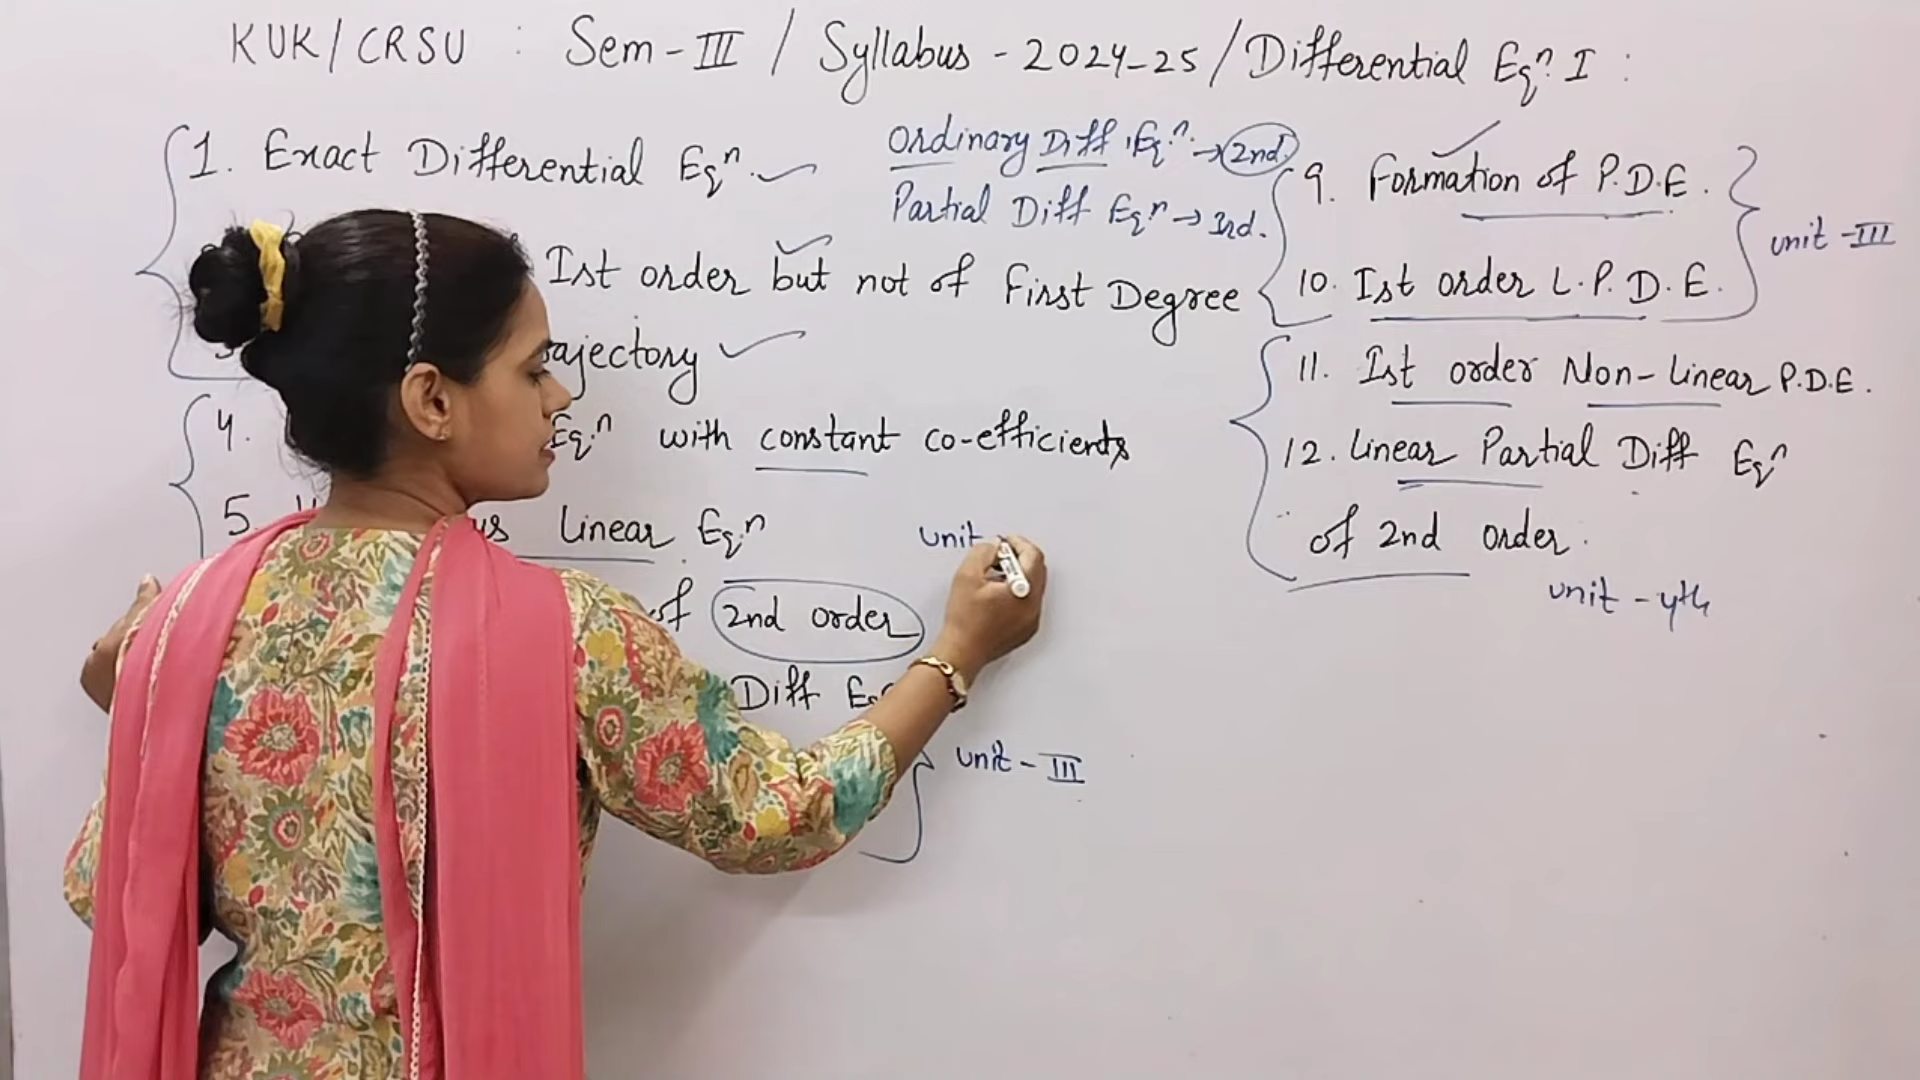 KUK/CRSU : Sem-III / Syllabus - 2024-25 / Differential Eqⁿ. I :
1. Exact Differential Eqⁿ.
Ist order but not of First Degree
ajectory
4. Eq.ⁿ with constant co-efficients
5. us linear Eqⁿ
of 2nd order
Diff
unit - III
unit
Ordinary Diff. Eqⁿ. → 2nd.
Partial Diff Eqⁿ → 3rd.
9. Formation of P.D.E.
10. Ist order L.P.D.E.
unit - III
11. Ist order Non-linear P.D.E.
12. Linear Partial Diff Eqⁿ
of 2nd order.
unit - 4th